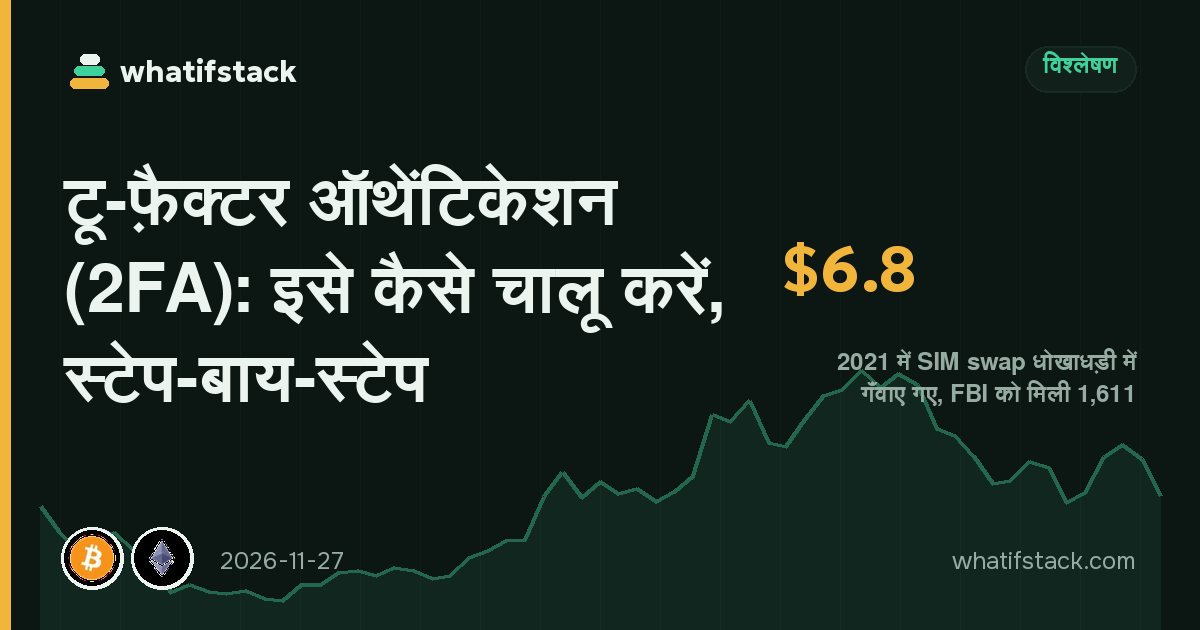 whatifstack
विश्लेषण
टू-फ़ैक्टर ऑथेंटिकेशन
(2FA): इसे कैसे चालू करें,
स्टेप-बाय-स्टेप
$6.8
2021 में SIM swap धोखाधड़ी में
गँवाए गए, FBI को मिली 1,611
2026-11-27
whatifstack.com